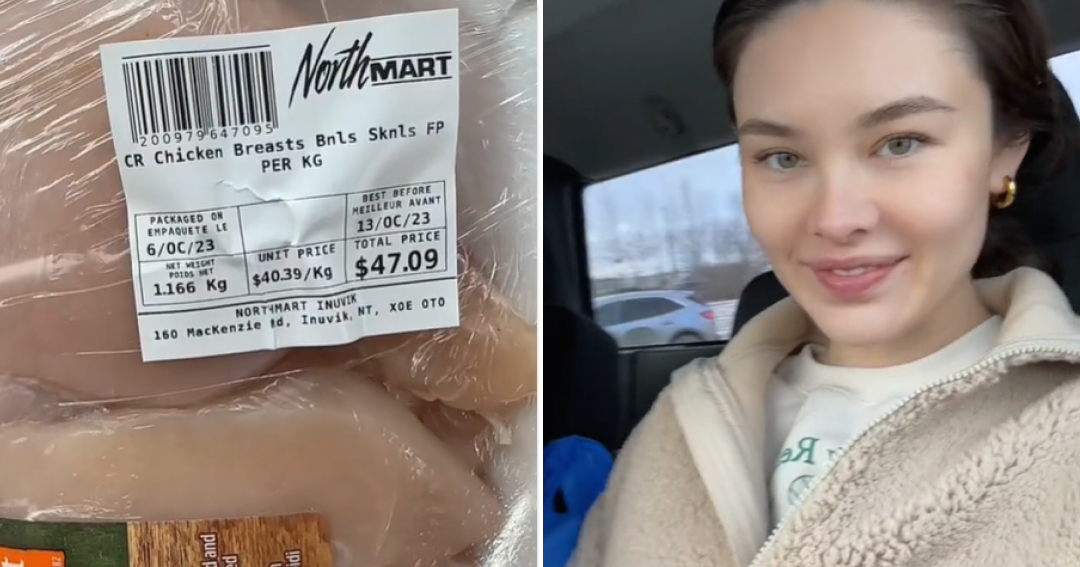 NorthMART
200979647095
CR Chicken Breasts Bnls Sknls FP
PER KG
PACKAGED ON
EMPAQUETE LE
6/OC/23
BEST BEFORE
MEILLEUR AVANT
13/OC/23
NET WEIGHT
POIDS NET
1.166 Kg
UNIT PRICE
$40.39/Kg
TOTAL PRICE
$47.09
NORTHMART INUVIK
160 MacKenzie Rd, Inuvik, NT, X0E 0T0